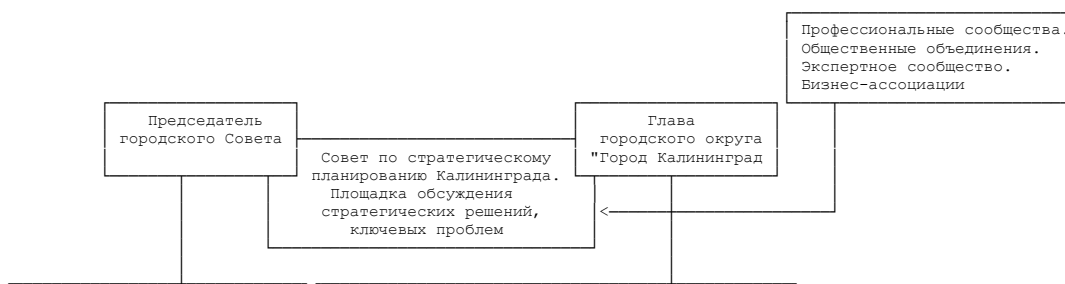 Профессиональные сообщества.
Общественные объединения.
Экспертное сообщество.
Бизнес-ассоциации
Председатель
городского Совета
Глава
городского округа
"Город Калининград
Совет по стратегическому
планированию Калининграда.
Площадка обсуждения
стратегических решений,
ключевых проблем